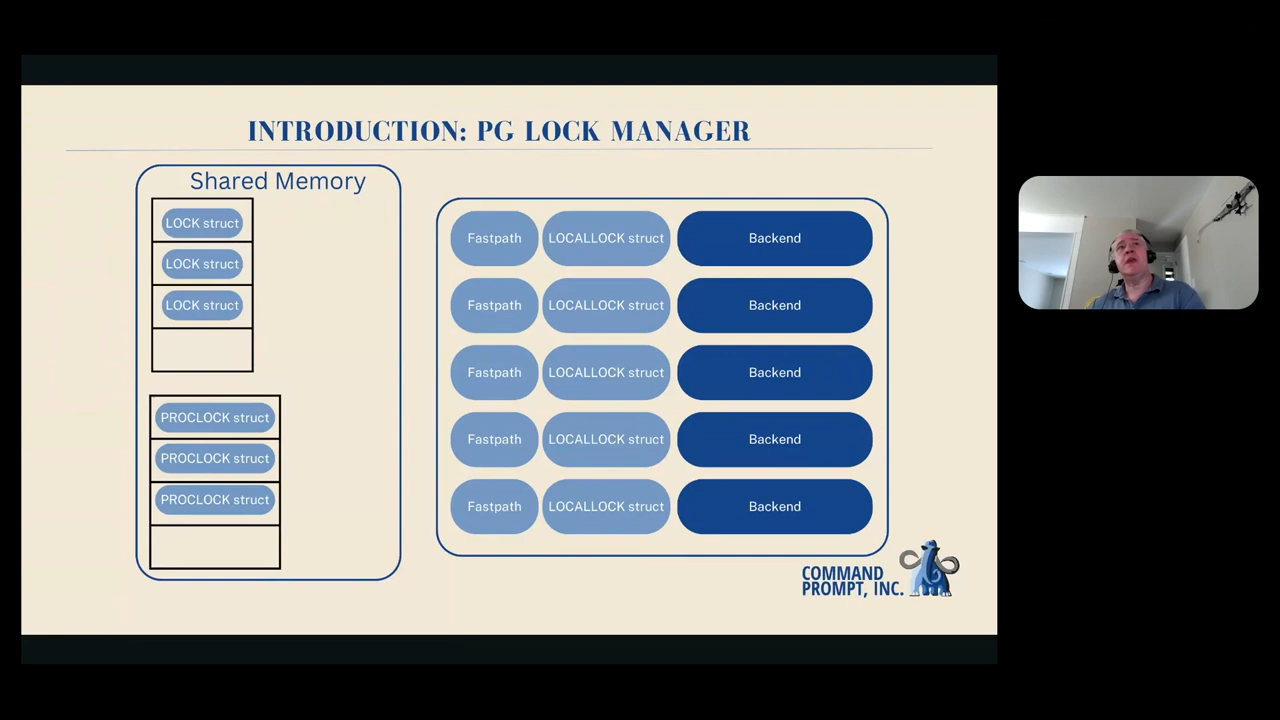 INTRODUCTION: PG LOCK MANAGER
Shared Memory
LOCK struct
LOCK struct
LOCK struct
PROCLOCK struct
PROCLOCK struct
PROCLOCK struct
Fastpath LOCALLOCK struct Backend
Fastpath LOCALLOCK struct Backend
Fastpath LOCALLOCK struct Backend
Fastpath LOCALLOCK struct Backend
Fastpath LOCALLOCK struct Backend
COMMAND
PROMPT, INC.